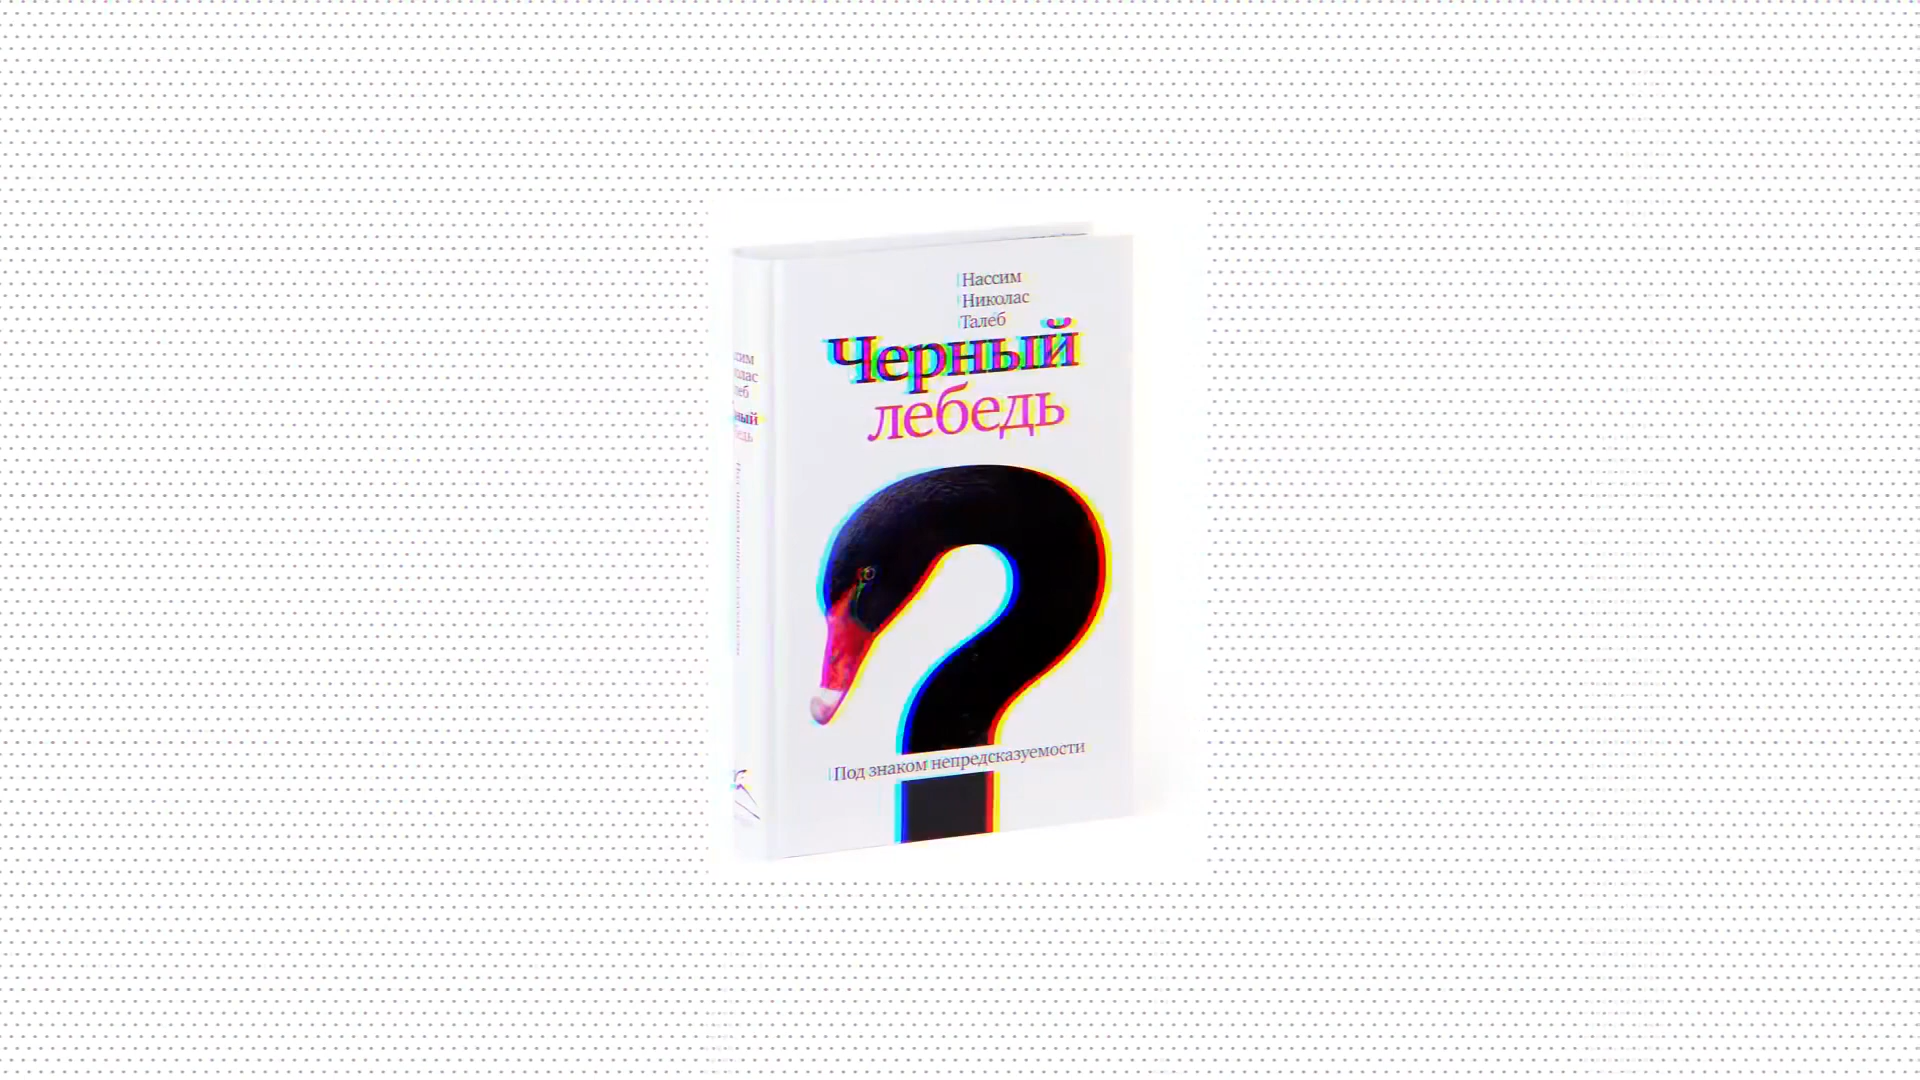 Нассим
Николас
Талеб
Черный
лебедь
Под знаком непредсказуемости